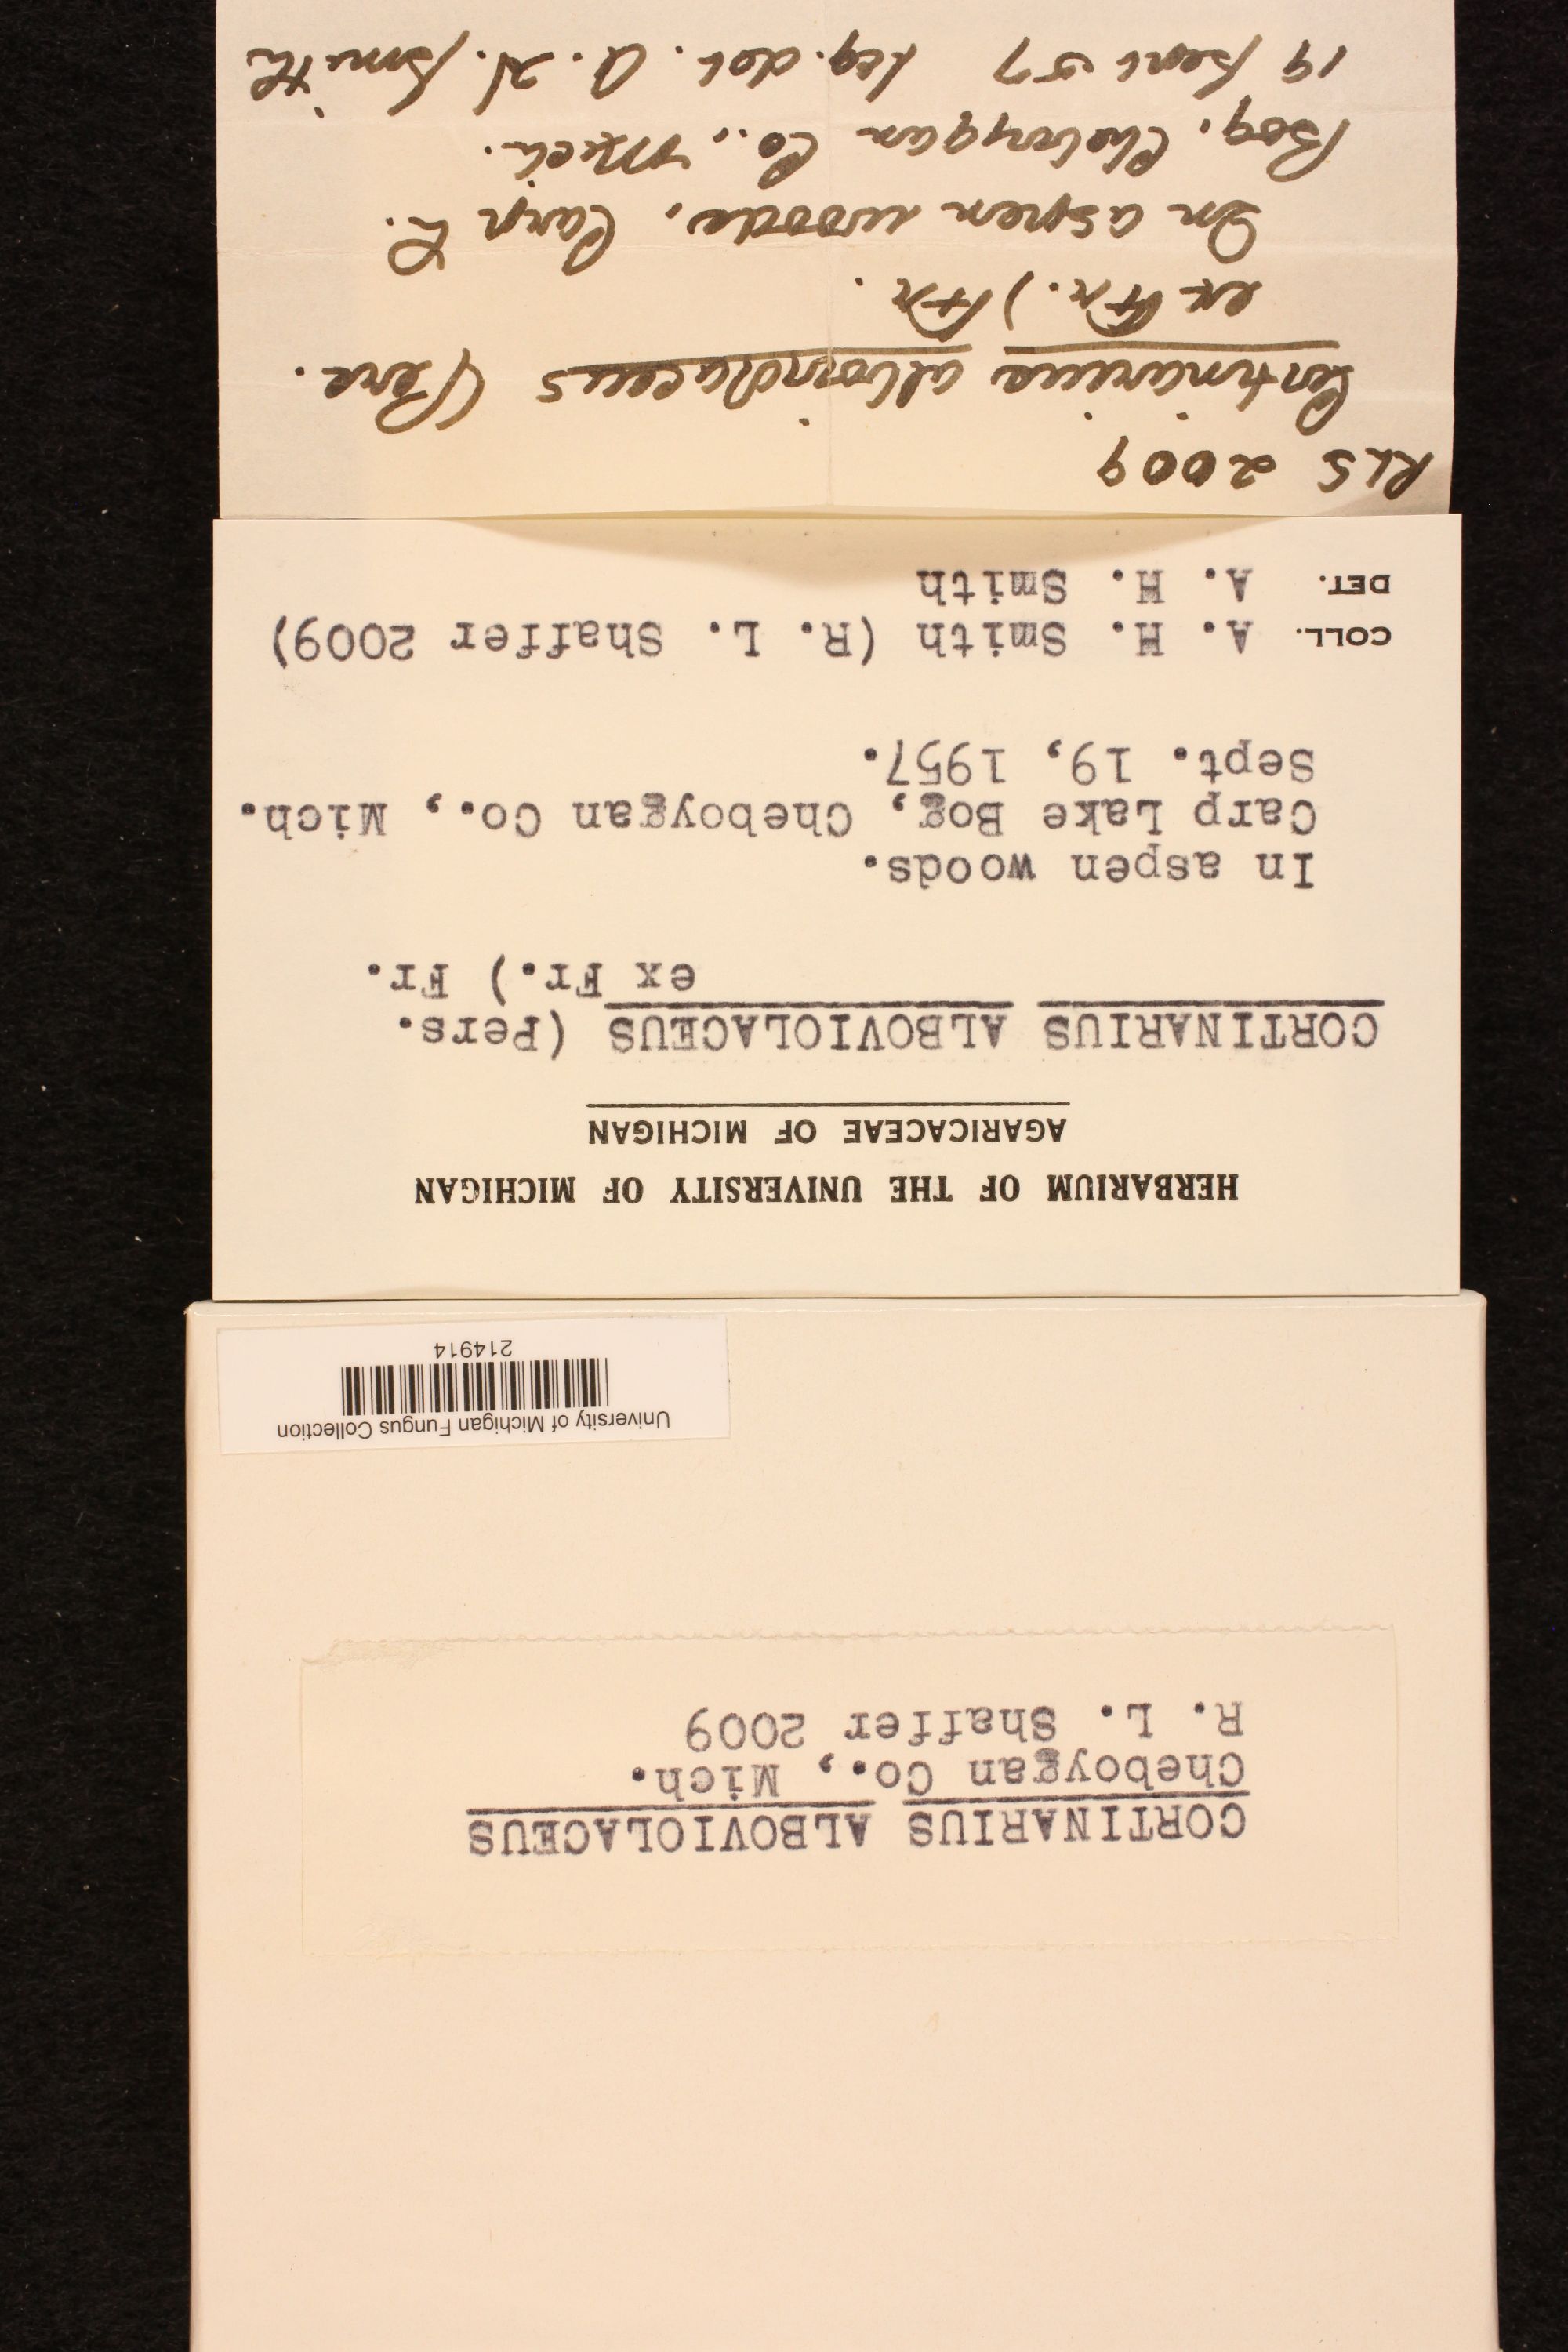 CORTINARIUS ALBOVIOLACEUS
Cheboygan Co., Mich.
R. L. Shaffer 2009
University of Michigan Fungus Collection
214914
HERBARIUM OF THE UNIVERSITY OF MICHIGAN
AGARICACEAE OF MICHIGAN
CORTINARIUS ALBOVIOLACEUS (Pers.
ex Fr.) Fr.
In aspen woods.
Carp Lake Bog, Cheboygan Co., Mich.
Sept. 19, 1957.
COLL. A. H. Smith (R. L. Shaffer 2009)
DET. A. H. Smith
RLS 2009
Cortinarius alboviolaceus (Pers.
ex Fr.) Fr.
In aspen woods, Carp L.
Bog, Cheboygan Co., Mich.
19 Sept 57 leg. det. A. H. Smith